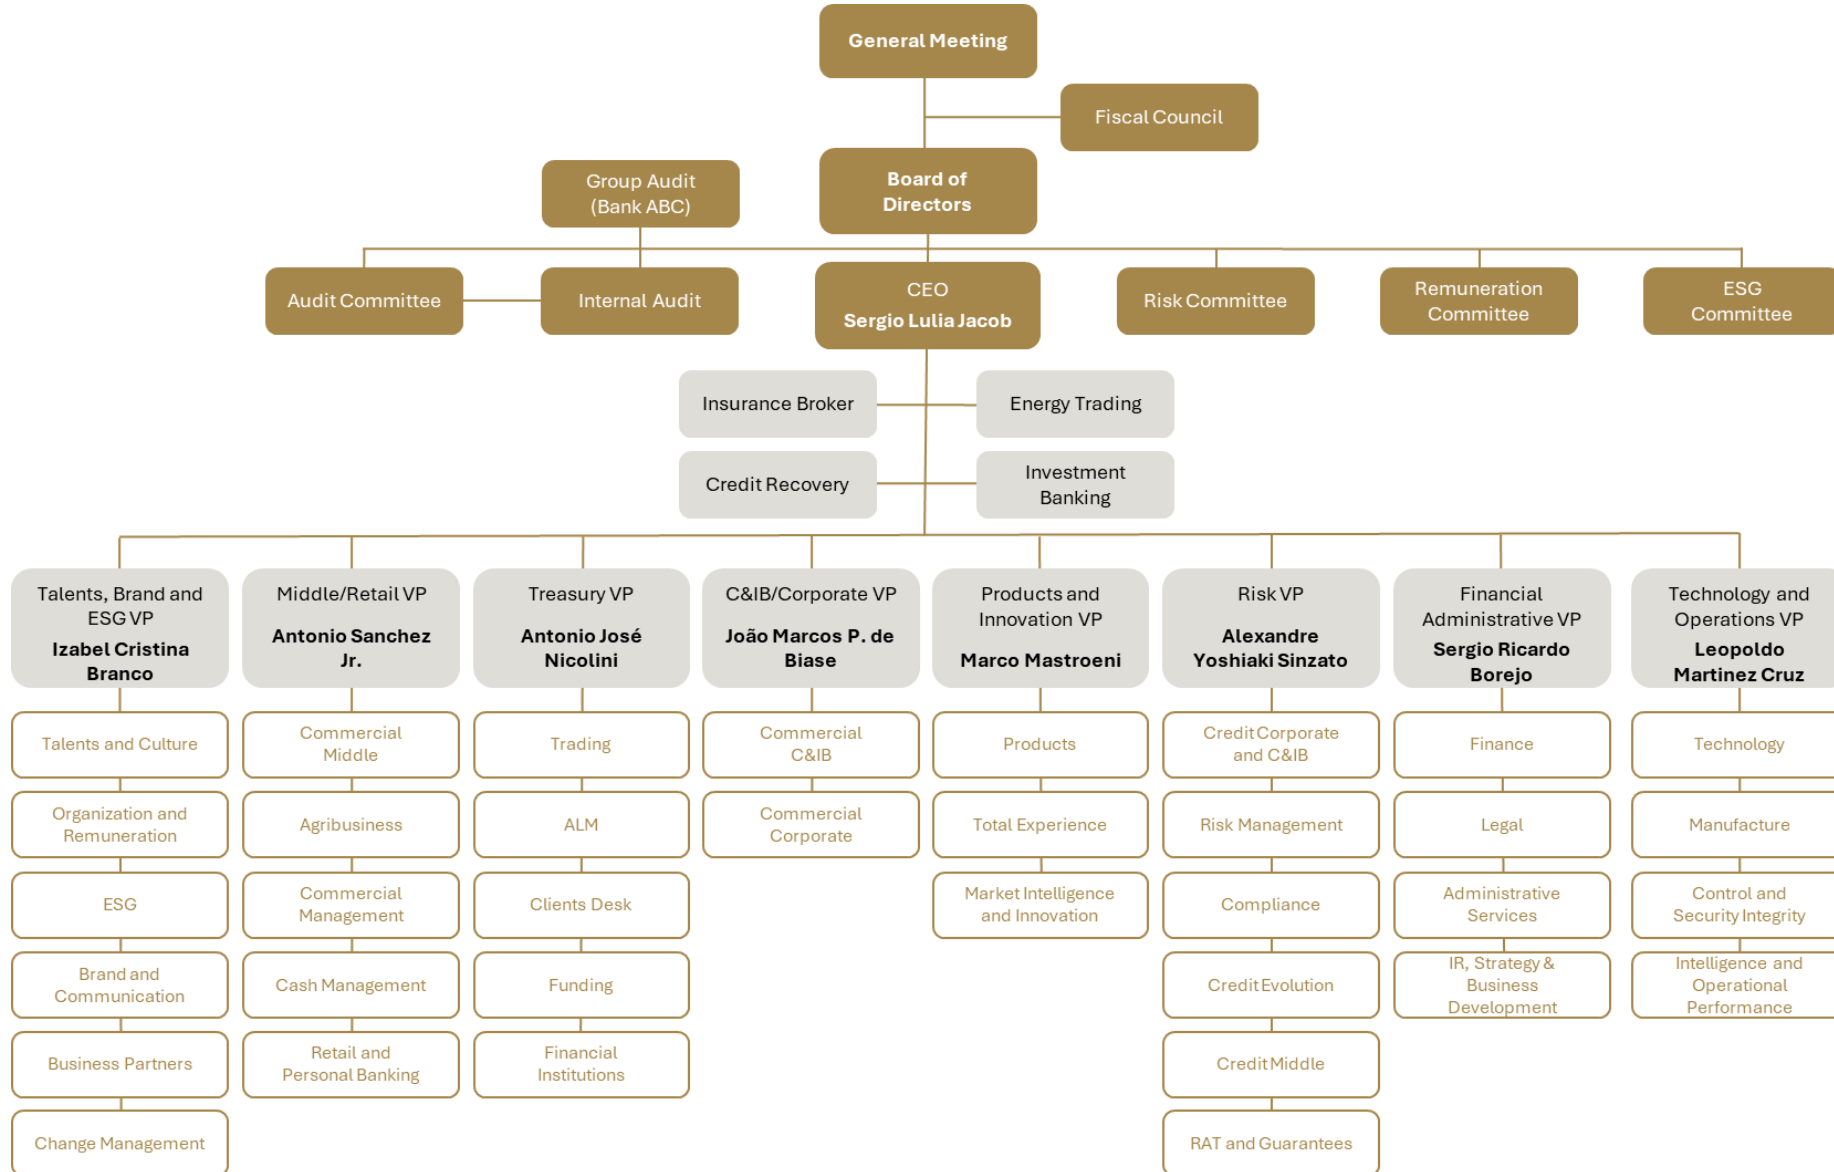 General Meeting
Fiscal Council
Group Audit
(Bank ABC)
Board of
Directors
Audit Committee
Internal Audit
CEO
Sergio Lulia Jacob
Risk Committee
Remuneration
Committee
ESG
Committee
Insurance Broker
Energy Trading
Credit Recovery
Investment
Banking
Talents, Brand and
ESG VP
Izabel Cristina
Branco
Middle/Retail VP
Antonio Sanchez
Jr.
Treasury VP
Antonio José
Nicolini
C&IB/Corporate VP
João Marcos P. de
Biase
Products and
Innovation VP
Marco Mastroeni
Risk VP
Alexandre
Yoshiaki Sinzato
Financial
Administrative VP
Sergio Ricardo
Borejo
Technology and
Operations VP
Leopoldo
Martinez Cruz
Talents and Culture
Commercial
Middle
Trading
Commercial
C&IB
Products
Credit Corporate
and C&IB
Finance
Technology
Organization and
Remuneration
Agribusiness
ALM
Commercial
Corporate
Total Experience
Risk Management
Legal
Manufacture
ESG
Commercial
Management
Clients Desk
Market Intelligence
and Innovation
Compliance
Administrative
Services
Control and
Security Integrity
Brand and
Communication
Cash Management
Funding
Credit Evolution
IR, Strategy &
Business
Development
Intelligence and
Operational
Performance
Business Partners
Retail and
Personal Banking
Financial
Institutions
Credit Middle
Change Management
RAT and Guarantees